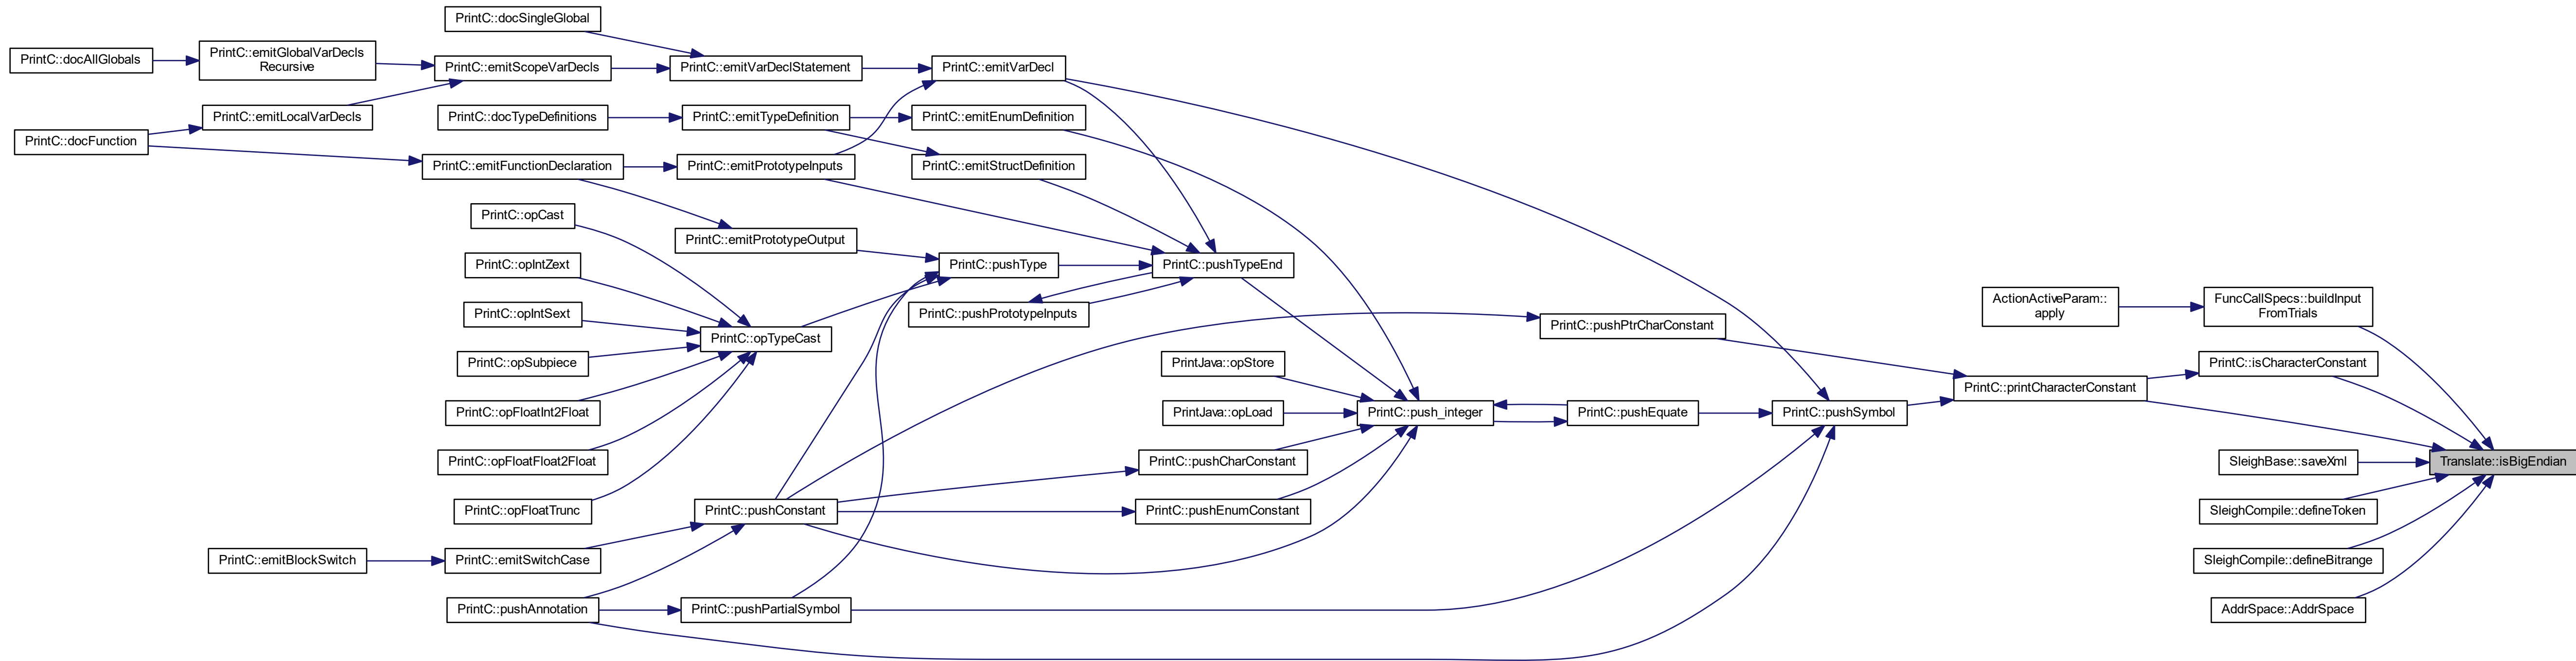 PrintC::docSingleGlobal
PrintC::docAllGlobals
PrintC::emitGlobalVarDecls
Recursive
PrintC::emitScopeVarDecls
PrintC::emitVarDeclStatement
PrintC::emitVarDecl
PrintC::emitLocalVarDecls
PrintC::docTypeDefinitions
PrintC::emitTypeDefinition
PrintC::emitEnumDefinition
PrintC::docFunction
PrintC::emitFunctionDeclaration
PrintC::emitPrototypeInputs
PrintC::emitStructDefinition
PrintC::opCast
PrintC::emitPrototypeOutput
PrintC::opIntZext
PrintC::pushType
PrintC::pushTypeEnd
PrintC::opIntSext
PrintC::pushPrototypeInputs
ActionActiveParam::
apply
FuncCallSpecs::buildInput
FromTrials
PrintC::opTypeCast
PrintC::pushPtrCharConstant
PrintC::opSubpiece
PrintJava::opStore
PrintC::isCharacterConstant
PrintC::printCharacterConstant
PrintC::opFloatInt2Float
PrintJava::opLoad
PrintC::push_integer
PrintC::pushEquate
PrintC::pushSymbol
PrintC::opFloatFloat2Float
PrintC::pushCharConstant
SleighBase::saveXml
Translate::isBigEndian
PrintC::opFloatTrunc
PrintC::pushConstant
PrintC::pushEnumConstant
SleighCompile::defineToken
PrintC::emitBlockSwitch
PrintC::emitSwitchCase
SleighCompile::defineBitrange
PrintC::pushAnnotation
PrintC::pushPartialSymbol
AddrSpace::AddrSpace